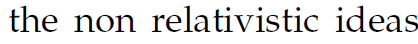 the non relativistic ideas